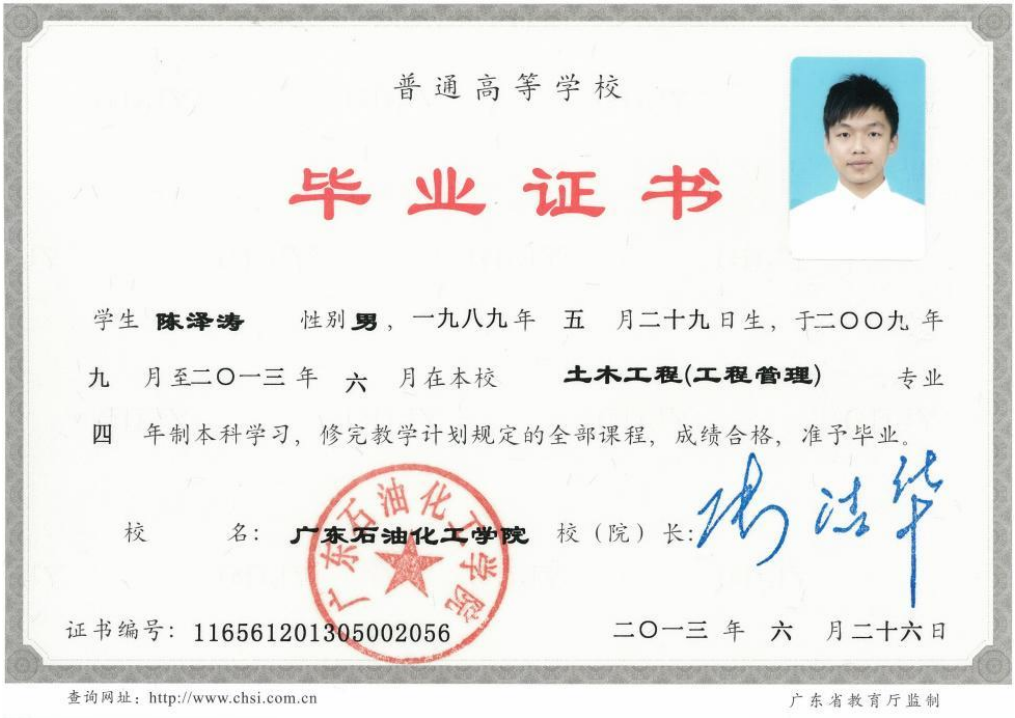 普通高等学校
毕业证书
学生 陈泽涛 性别 男，一九八九年 五 月二十九日生，于二〇〇九年
九 月至二〇一三年 六 月在本校 土木工程(工程管理) 专业
四 年制本科学习，修完教学计划规定的全部课程，成绩合格，准予毕业。
校 名：广东石油化工学院 校（院）长：
广东石油化工学院
证书编号：116561201305002056 二〇一三 年 六 月二十六日
查询网址：http://www.chsi.com.cn 广东省教育厅监制